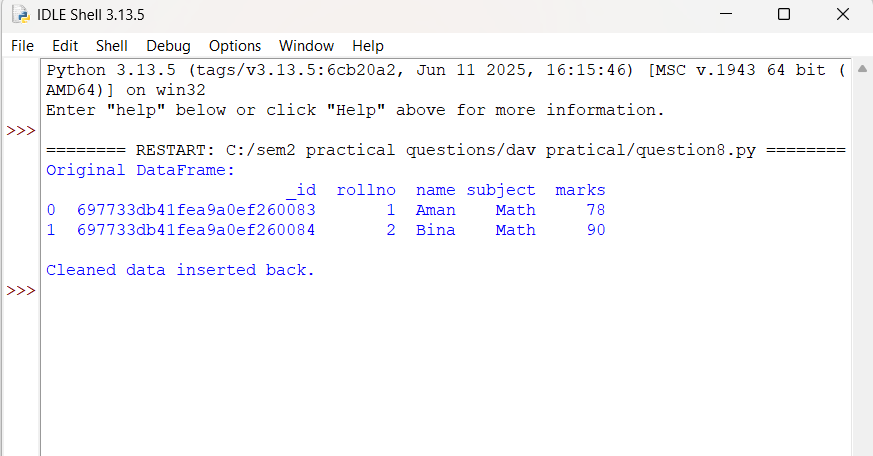 IDLE Shell 3.13.5
File Edit Shell Debug Options Window Help
Python 3.13.5 (tags/v3.13.5:6cb20a2, Jun 11 2025, 16:15:46) [MSC v.1943 64 bit (
AMD64)] on win32
Enter "help" below or click "Help" above for more information.
>>>
======== RESTART: C:/sem2 practical questions/dav pratical/question8.py ========
Original DataFrame:
                        _id  rollno  name subject  marks
0  697733db41fea9a0ef260083       1  Aman    Math     78
1  697733db41fea9a0ef260084       2  Bina    Math     90
Cleaned data inserted back.
>>>